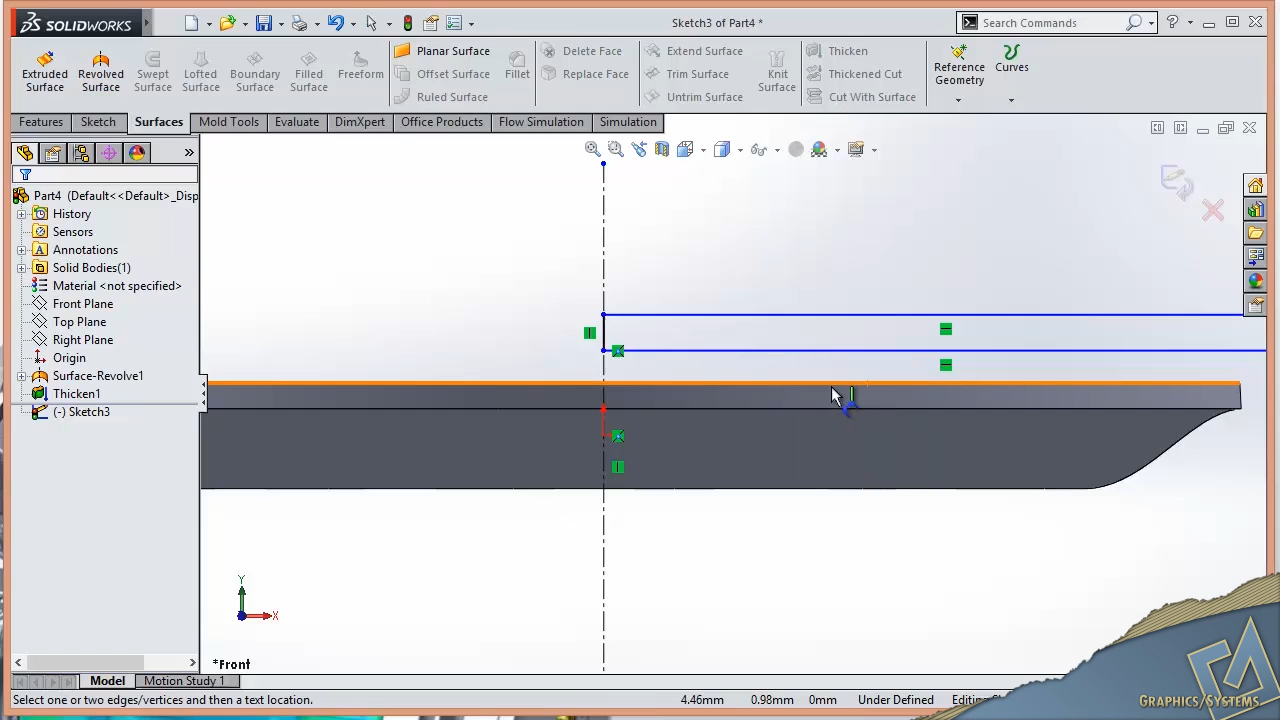 SOLIDWORKS
Sketch3 of Part4 *
Search Commands
Extruded Surface
Revolved Surface
Swept Surface
Lofted Surface
Boundary Surface
Filled Surface
Freeform
Planar Surface
Offset Surface
Ruled Surface
Fillet
Delete Face
Replace Face
Extend Surface
Trim Surface
Untrim Surface
Knit Surface
Thicken
Thickened Cut
Cut With Surface
Reference Geometry
Curves
Features
Sketch
Surfaces
Mold Tools
Evaluate
DimXpert
Office Products
Flow Simulation
Simulation
Part4 (Default<<Default>_Disp
History
Sensors
Annotations
Solid Bodies(1)
Material <not specified>
Front Plane
Top Plane
Right Plane
Origin
Surface-Revolve1
Thicken1
(-) Sketch3
Y
X
*Front
Model
Motion Study 1
Select one or two edges/vertices and then a text location.
4.46mm
0.98mm
0mm
Under Defined
Editing
GRAPHICS/SYSTEMS